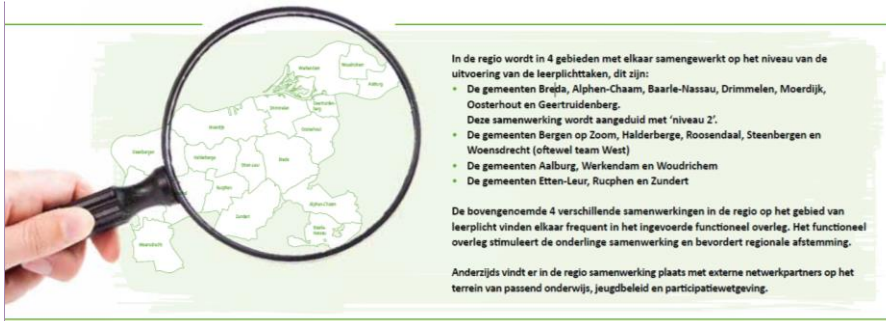 In de regio wordt in 4 gebieden met elkaar samengewerkt op het niveau van de
uitvoering van de leerplichttaken, dit zijn:
• De gemeenten Breda, Alphen-Chaam, Baarle-Nassau, Drimmelen, Moerdijk,
Oosterhout en Geertruidenberg.
Deze samenwerking wordt aangeduid met ‘niveau 2’.
• De gemeenten Bergen op Zoom, Halderberge, Roosendaal, Steenbergen en
Woensdrecht (oftewel team West)
• De gemeenten Aalburg, Werkendam en Woudrichem
• De gemeenten Etten-Leur, Rucphen en Zundert
De bovengenoemde 4 verschillende samenwerkingen in de regio op het gebied van
leerplicht vinden elkaar frequent in het ingevoerde functioneel overleg. Het functioneel
overleg stimuleert de onderlinge samenwerking en bevordert regionale afstemming.
Anderzijds vindt er in de regio samenwerking plaats met externe netwerkpartners op het
terrein van passend onderwijs, jeugdbeleid en participatiewetgeving.
Werkendam
Woudrichem
Aalburg
Drimmelen
Moerdijk
Oosterhout
Steenbergen
Halderberge
Etten-Leur
Breda
Rucphen
Zundert
Alphen-Chaam
Baarle-
Nassau
Woensdrecht